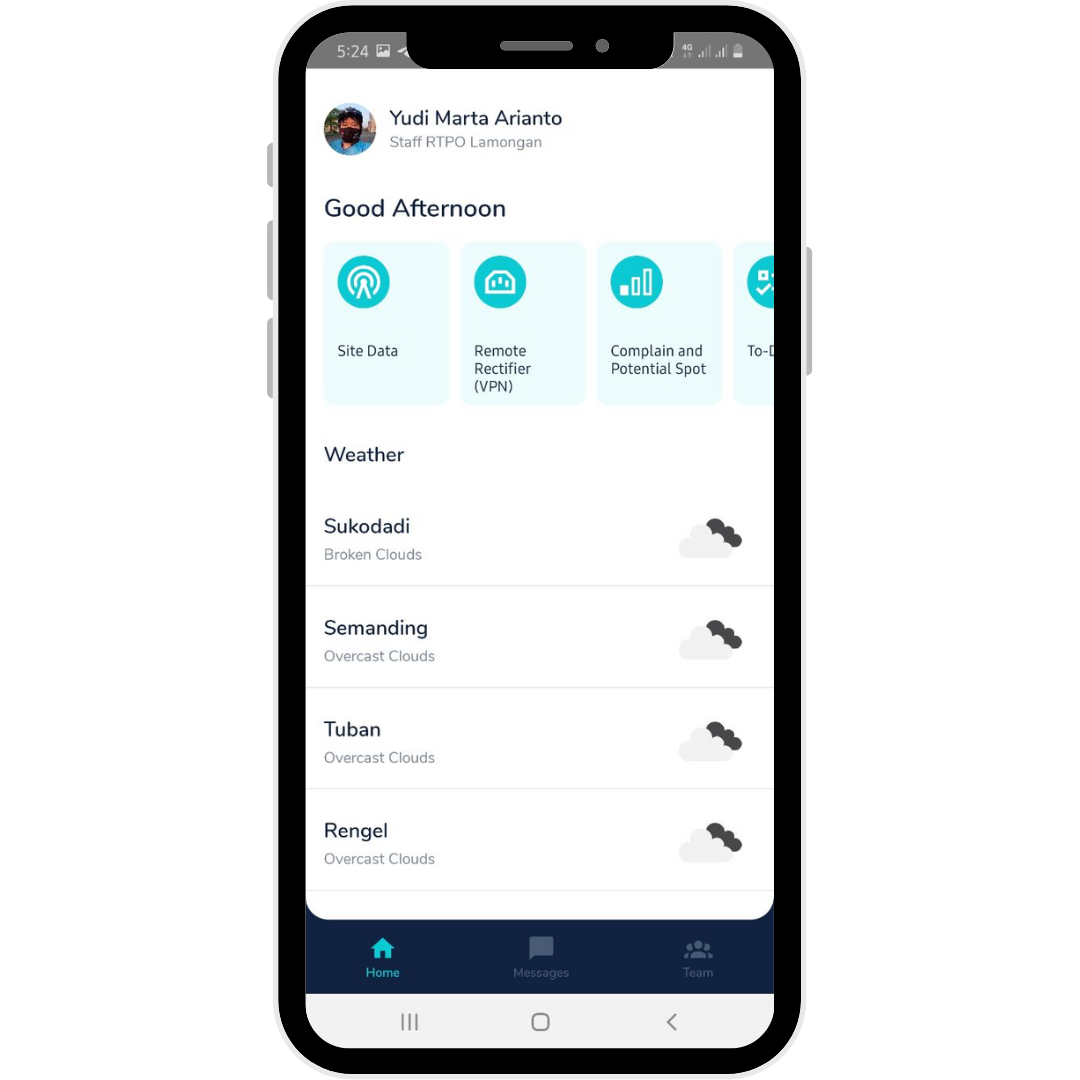 5:24
4G
Yudi Marta Arianto
Staff RTPO Lamongan
Good Afternoon
Site Data
Remote
Rectifier
(VPN)
Complain and
Potential Spot
To-D
Weather
Sukodadi
Broken Clouds
Semanding
Overcast Clouds
Tuban
Overcast Clouds
Rengel
Overcast Clouds
Home
Messages
Team